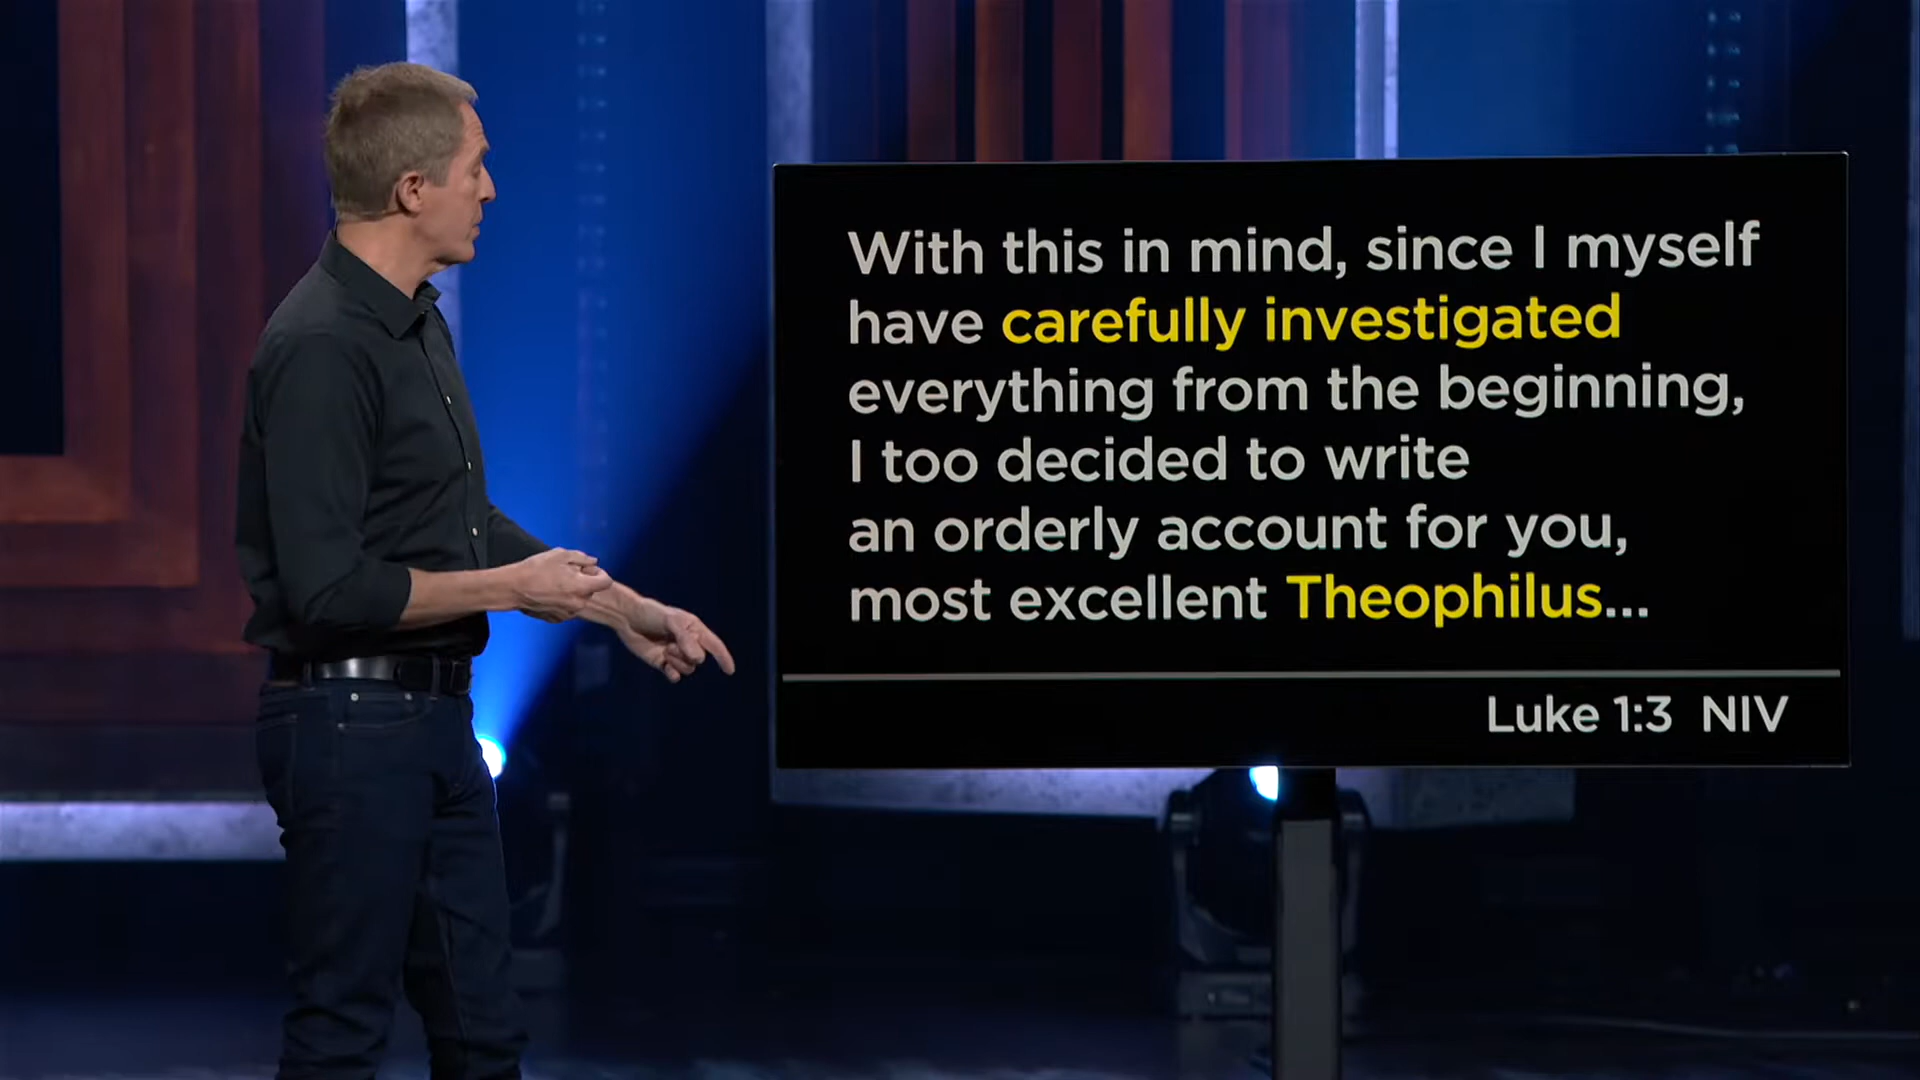 With this in mind, since I myself
have carefully investigated
everything from the beginning,
I too decided to write
an orderly account for you,
most excellent Theophilus...
Luke 1:3 NIV